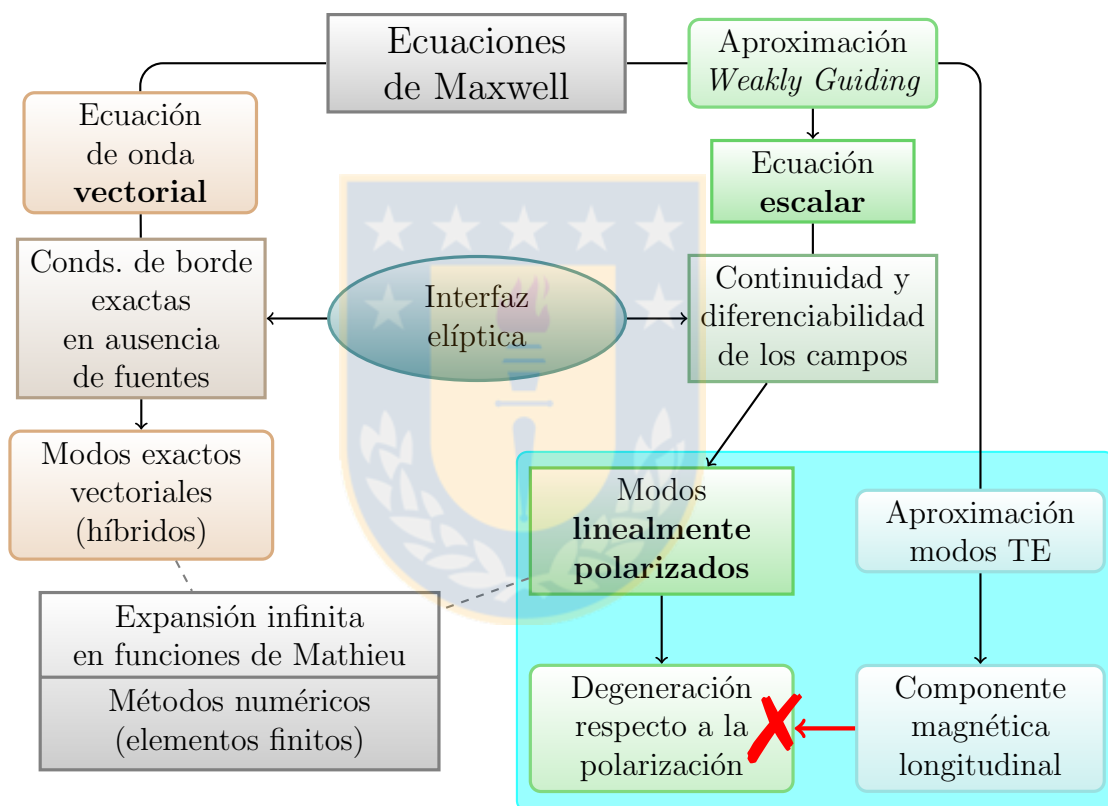 Ecuaciones
de Maxwell
Aproximación
Weakly Guiding
Ecuación
de onda
vectorial
Ecuación
escalar
Conds. de borde
exactas
en ausencia
de fuentes
Interfaz
elíptica
Continuidad y
diferenciabilidad
de los campos
Modos exactos
vectoriales
(híbridos)
Modos
linealmente
polarizados
Aproximación
modos TE
Expansión infinita
en funciones de Mathieu
Métodos numéricos
(elementos finitos)
Degeneración
respecto a la
polarización
Componente
magnética
longitudinal